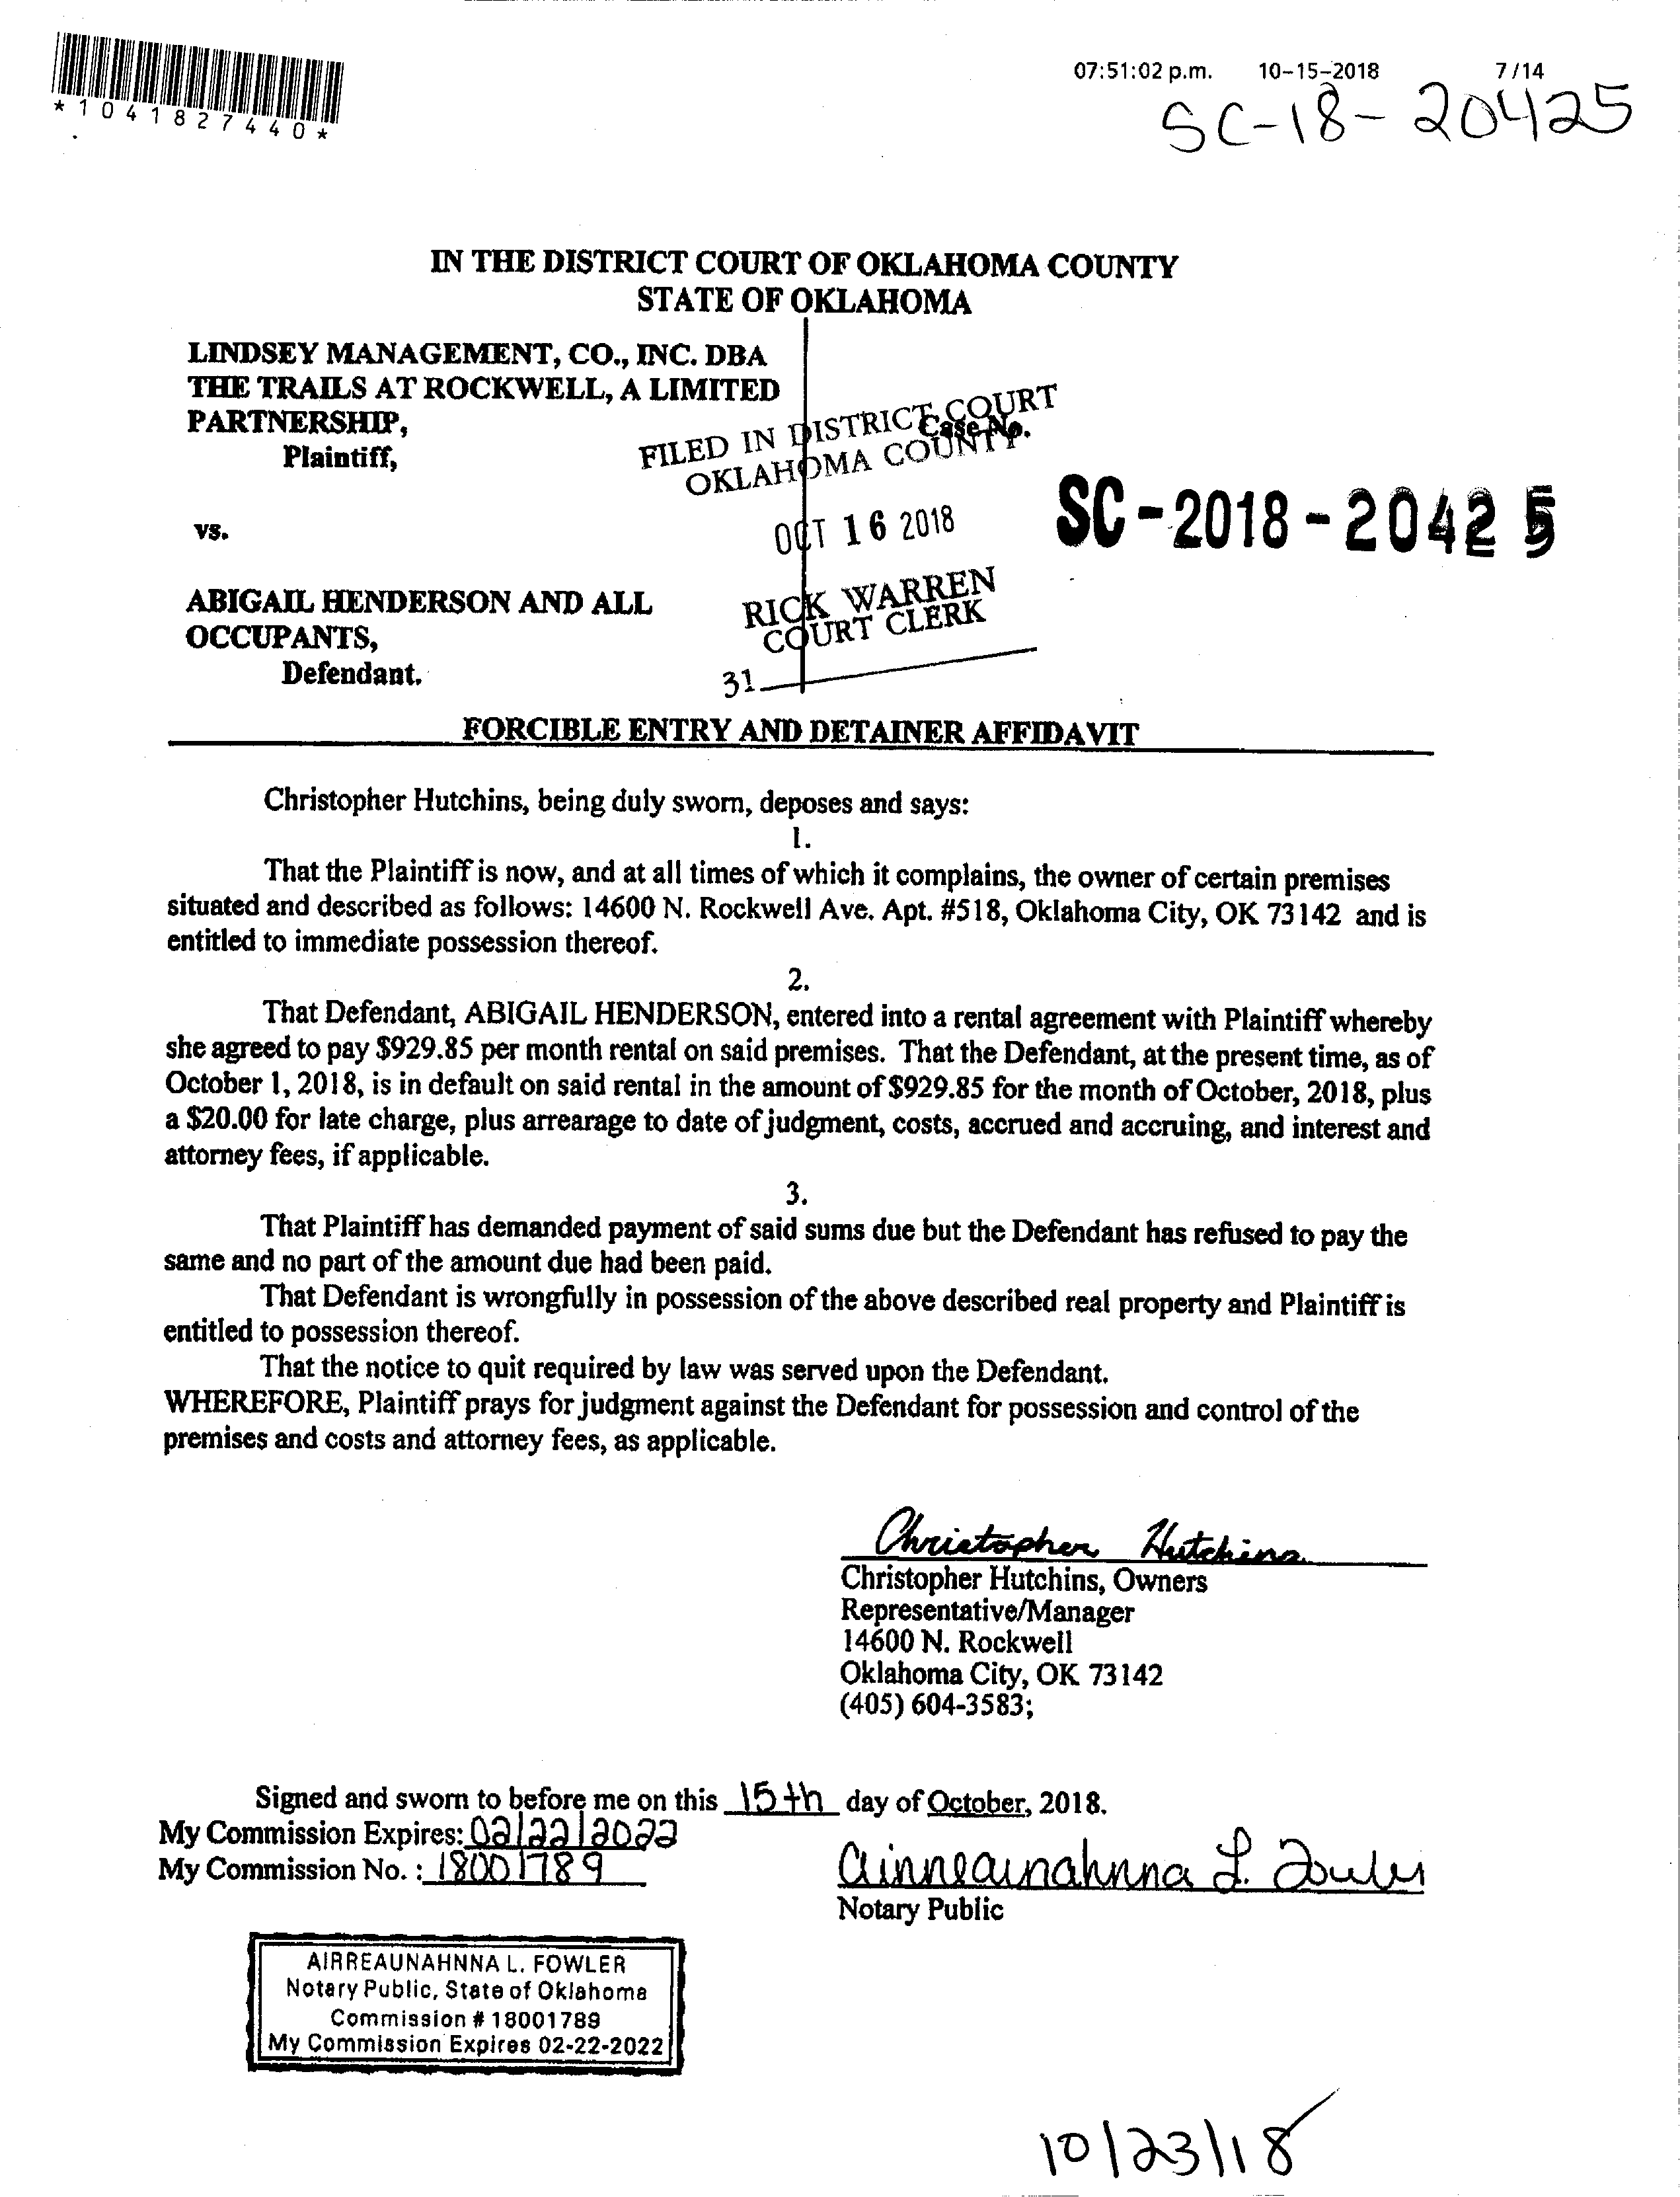 *1041827440*
07:51:02 p.m. 10-15-2018 7/14
SC-18-20425
IN THE DISTRICT COURT OF OKLAHOMA COUNTY
STATE OF OKLAHOMA
LINDSEY MANAGEMENT, CO., INC. DBA
THE TRAILS AT ROCKWELL, A LIMITED
PARTNERSHIP,
Plaintiff,
vs.
ABIGAIL HENDERSON AND ALL
OCCUPANTS,
Defendant.
Case No.
FILED IN DISTRICT COURT
OKLAHOMA COUNTY
OCT 16 2018
RICK WARREN
COURT CLERK
31
SC-2018-20425
FORCIBLE ENTRY AND DETAINER AFFIDAVIT
Christopher Hutchins, being duly sworn, deposes and says:
1.
That the Plaintiff is now, and at all times of which it complains, the owner of certain premises
situated and described as follows: 14600 N. Rockwell Ave. Apt. #518, Oklahoma City, OK 73142 and is
entitled to immediate possession thereof.
2.
That Defendant, ABIGAIL HENDERSON, entered into a rental agreement with Plaintiff whereby
she agreed to pay $929.85 per month rental on said premises. That the Defendant, at the present time, as of
October 1, 2018, is in default on said rental in the amount of $929.85 for the month of October, 2018, plus
a $20.00 for late charge, plus arrearage to date of judgment, costs, accrued and accruing, and interest and
attorney fees, if applicable.
3.
That Plaintiff has demanded payment of said sums due but the Defendant has refused to pay the
same and no part of the amount due had been paid.
That Defendant is wrongfully in possession of the above described real property and Plaintiff is
entitled to possession thereof.
That the notice to quit required by law was served upon the Defendant.
WHEREFORE, Plaintiff prays for judgment against the Defendant for possession and control of the
premises and costs and attorney fees, as applicable.
Christopher Hutchins
Christopher Hutchins, Owners
Representative/Manager
14600 N. Rockwell
Oklahoma City, OK 73142
(405) 604-3583;
Signed and sworn to before me on this 15th day of October, 2018.
My Commission Expires: 02/22/2022
My Commission No. : 18001789
Airreaunahnna L. Fowler
Notary Public
AIRREAUNAHNNA L. FOWLER
Notary Public, State of Oklahoma
Commission # 18001789
My Commission Expires 02-22-2022
10/23/18